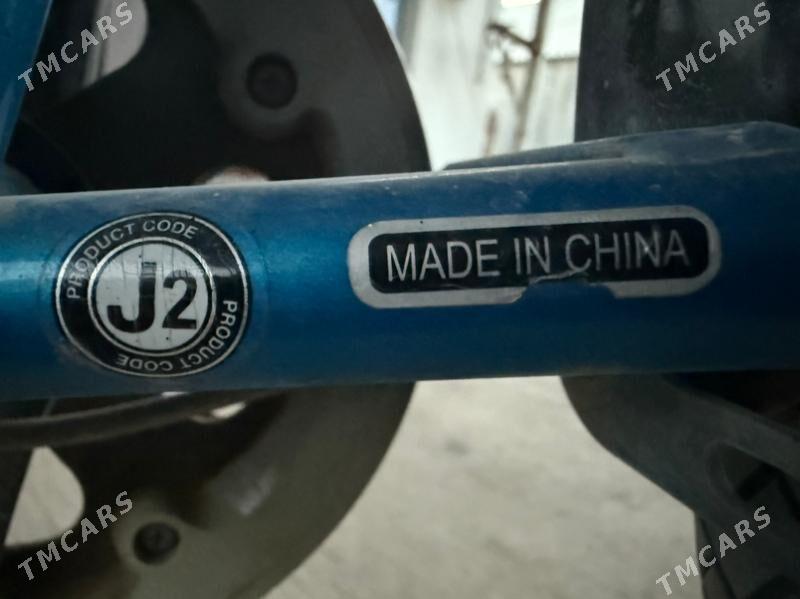 TMCARS
TMCARS
PRODUCT CODE
J2
PRODUCT CODE
MADE IN CHINA
TMCARS
TMCARS